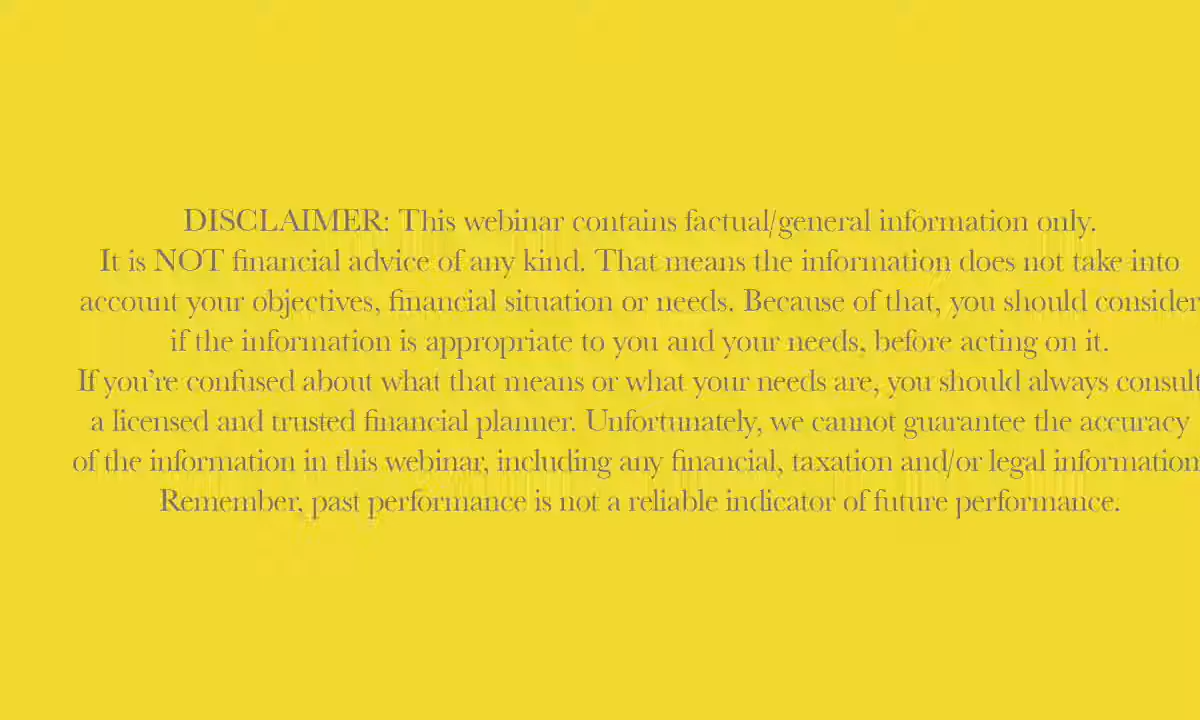 DISCLAIMER: This webinar contains factual/general information only.
It is NOT financial advice of any kind. That means the information does not take into
account your objectives, financial situation or needs. Because of that, you should consider
if the information is appropriate to you and your needs, before acting on it.
If you’re confused about what that means or what your needs are, you should always consult
a licensed and trusted financial planner. Unfortunately, we cannot guarantee the accuracy
of the information in this webinar, including any financial, taxation and/or legal information
Remember, past performance is not a reliable indicator of future performance.